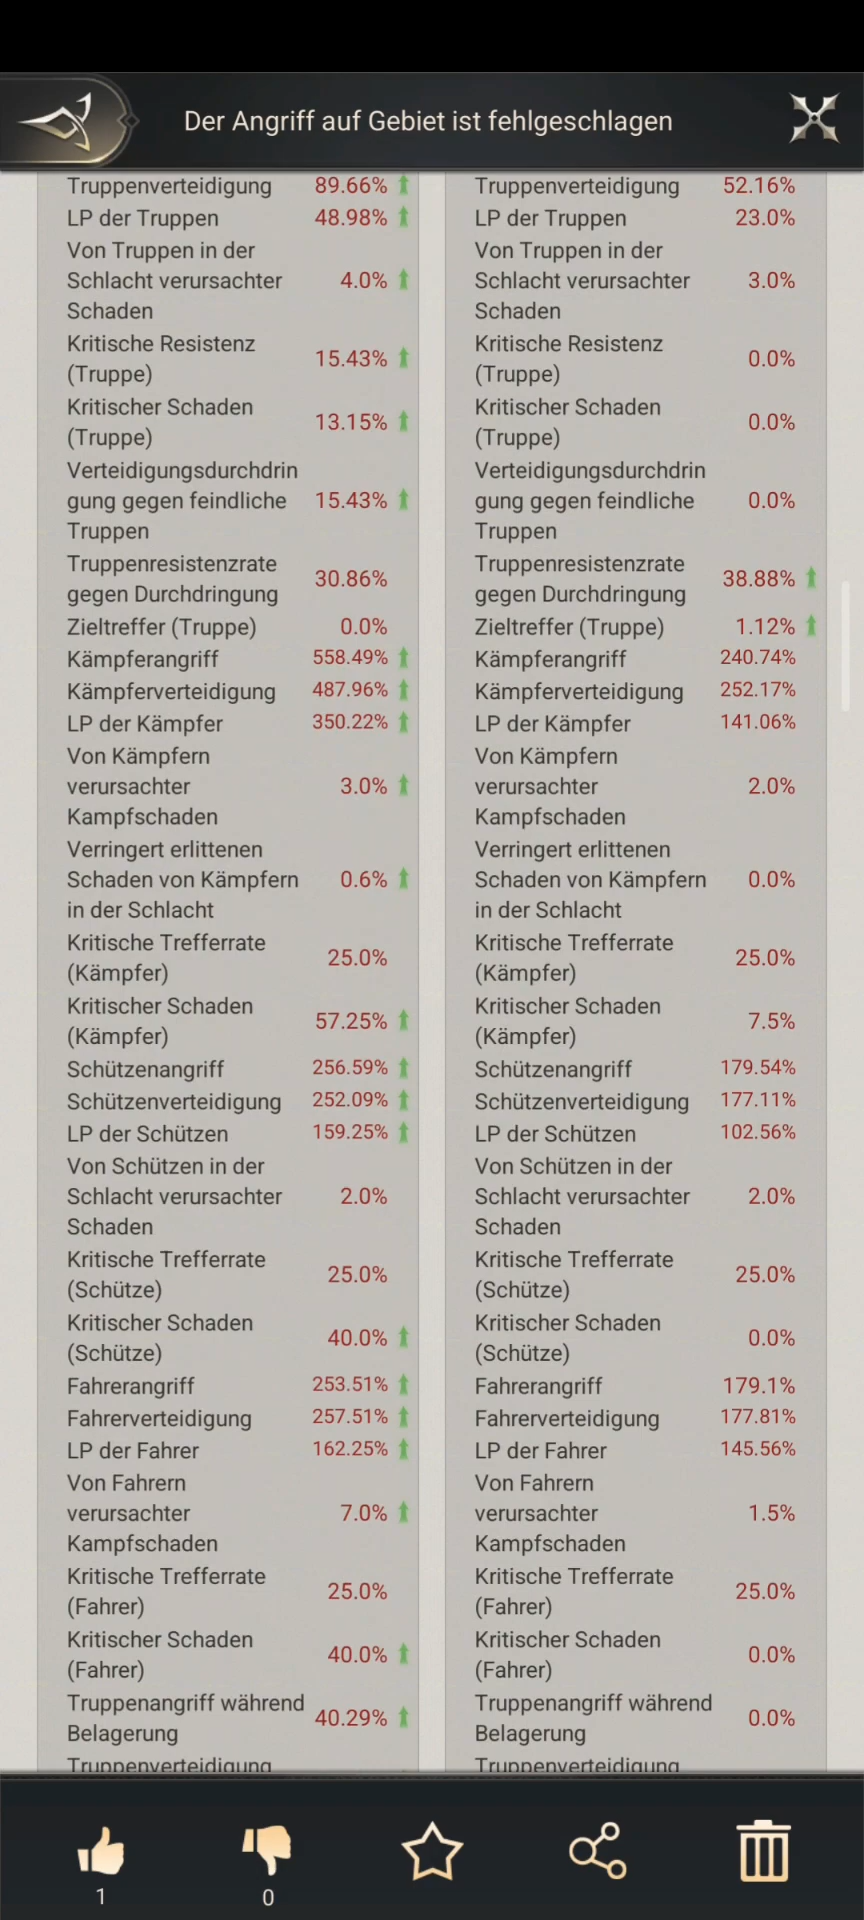 Der Angriff auf Gebiet ist fehlgeschlagen
Truppenverteidigung 89.66%
LP der Truppen 48.98%
Von Truppen in der
Schlacht verursachter 4.0%
Schaden
Kritische Resistenz
(Truppe) 15.43%
Kritischer Schaden
(Truppe) 13.15%
Verteidigungsdurchdrin
gung gegen feindliche 15.43%
Truppen
Truppenresistenzrate
gegen Durchdringung 30.86%
Zieltreffer (Truppe) 0.0%
Kämpferangriff 558.49%
Kämpferverteidigung 487.96%
LP der Kämpfer 350.22%
Von Kämpfern
verursachter 3.0%
Kampfschaden
Verringert erlittenen
Schaden von Kämpfern 0.6%
in der Schlacht
Kritische Trefferrate
(Kämpfer) 25.0%
Kritischer Schaden
(Kämpfer) 57.25%
Schützenangriff 256.59%
Schützenverteidigung 252.09%
LP der Schützen 159.25%
Von Schützen in der
Schlacht verursachter 2.0%
Schaden
Kritische Trefferrate
(Schütze) 25.0%
Kritischer Schaden
(Schütze) 40.0%
Fahrerangriff 253.51%
Fahrerverteidigung 257.51%
LP der Fahrer 162.25%
Von Fahrern
verursachter 7.0%
Kampfschaden
Kritische Trefferrate
(Fahrer) 25.0%
Kritischer Schaden
(Fahrer) 40.0%
Truppenangriff während
Belagerung 40.29%
Truppenverteidigung
Truppenverteidigung 52.16%
LP der Truppen 23.0%
Von Truppen in der
Schlacht verursachter 3.0%
Schaden
Kritische Resistenz
(Truppe) 0.0%
Kritischer Schaden
(Truppe) 0.0%
Verteidigungsdurchdrin
gung gegen feindliche 0.0%
Truppen
Truppenresistenzrate
gegen Durchdringung 38.88%
Zieltreffer (Truppe) 1.12%
Kämpferangriff 240.74%
Kämpferverteidigung 252.17%
LP der Kämpfer 141.06%
Von Kämpfern
verursachter 2.0%
Kampfschaden
Verringert erlittenen
Schaden von Kämpfern 0.0%
in der Schlacht
Kritische Trefferrate
(Kämpfer) 25.0%
Kritischer Schaden
(Kämpfer) 7.5%
Schützenangriff 179.54%
Schützenverteidigung 177.11%
LP der Schützen 102.56%
Von Schützen in der
Schlacht verursachter 2.0%
Schaden
Kritische Trefferrate
(Schütze) 25.0%
Kritischer Schaden
(Schütze) 0.0%
Fahrerangriff 179.1%
Fahrerverteidigung 177.81%
LP der Fahrer 145.56%
Von Fahrern
verursachter 1.5%
Kampfschaden
Kritische Trefferrate
(Fahrer) 25.0%
Kritischer Schaden
(Fahrer) 0.0%
Truppenangriff während
Belagerung 0.0%
Truppenverteidigung
1
0